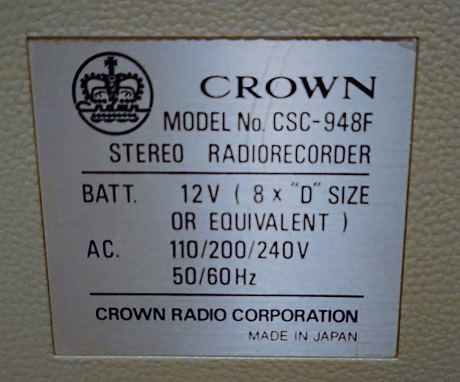 CROWN
MODEL No. CSC-948F
STEREO RADIORECORDER
BATT. 12V ( 8 x "D" SIZE
OR EQUIVALENT )
AC. 110/200/240V
50/60Hz
CROWN RADIO CORPORATION
MADE IN JAPAN